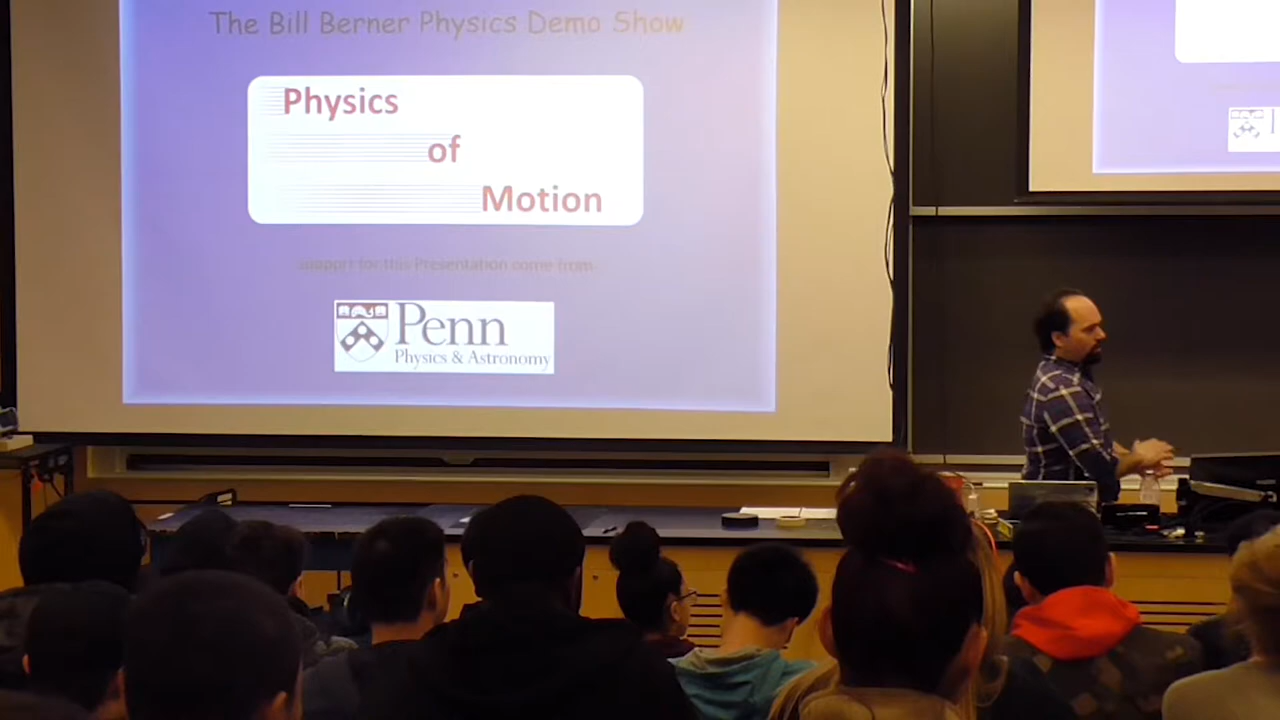 The Bill Berner Physics Demo Show
Physics
of
Motion
Support for this Presentation come from
Penn
Physics & Astronomy